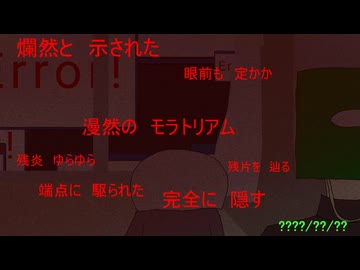 爛然と 示された
Error!
Er
眼前も 定かか
漫然の モラトリアム
残炎 ゆらゆら
残片を 辿る
端点に 駆られた
完全に 隠す
????/??/??